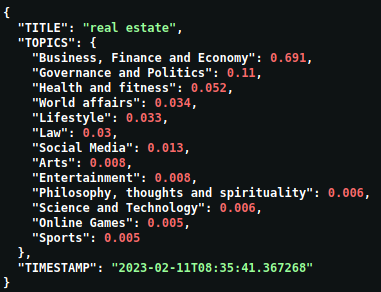 {
"TITLE": "real estate",
"TOPICS": {
"Business, Finance and Economy": 0.691,
"Governance and Politics": 0.11,
"Health and fitness": 0.052,
"World affairs": 0.034,
"Lifestyle": 0.033,
"Law": 0.03,
"Social Media": 0.013,
"Arts": 0.008,
"Entertainment": 0.008,
"Philosophy, thoughts and spirituality": 0.006,
"Science and Technology": 0.006,
"Online Games": 0.005,
"Sports": 0.005
},
"TIMESTAMP": "2023-02-11T08:35:41.367268"
}